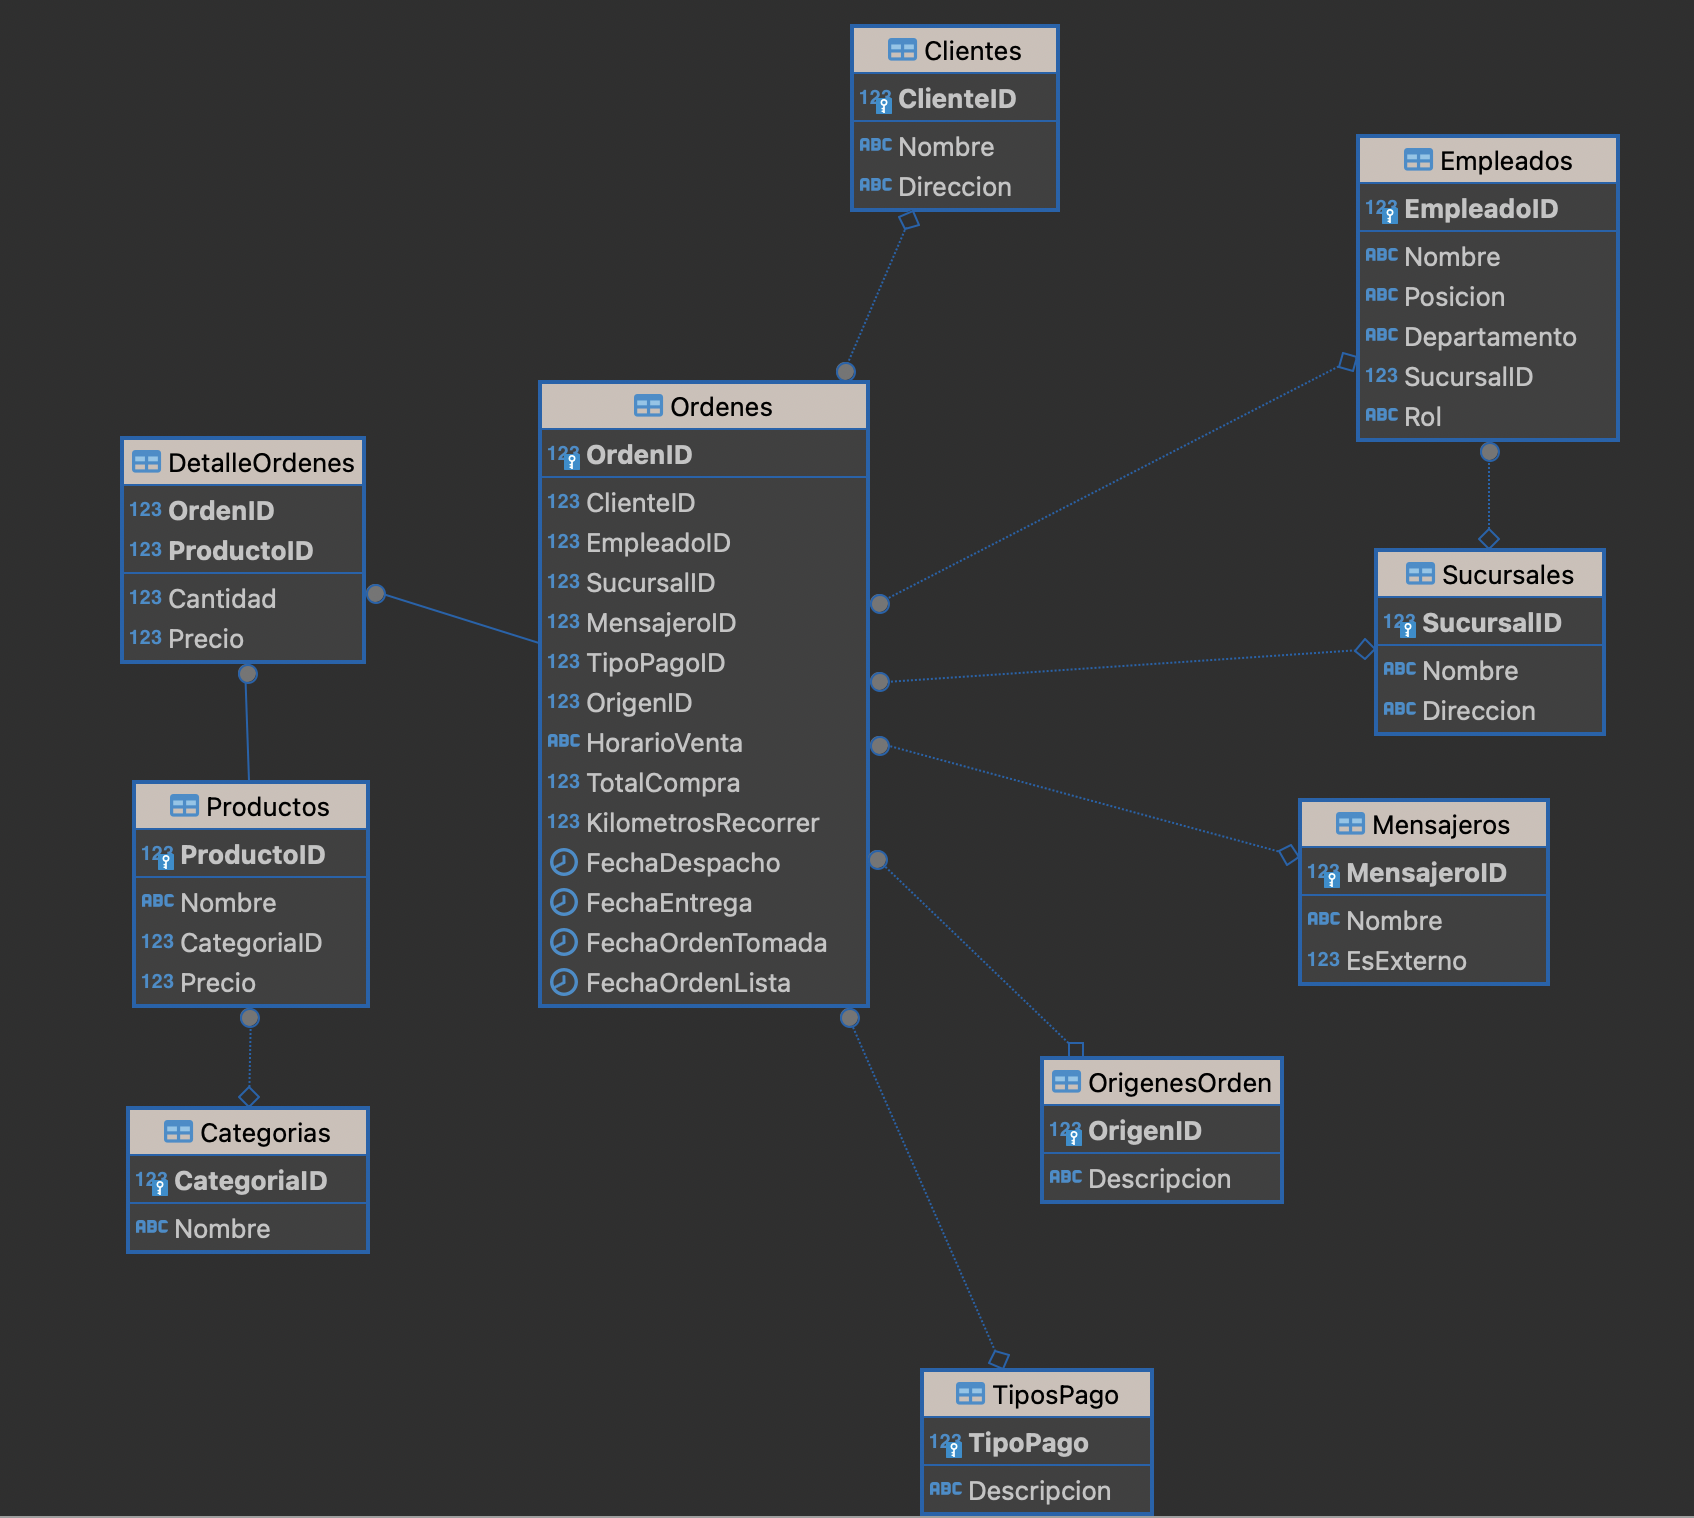 Clientes
123 ClienteID
ABC Nombre
ABC Direccion
Empleados
123 EmpleadoID
ABC Nombre
ABC Posicion
ABC Departamento
123 SucursalID
ABC Rol
Ordenes
123 OrdenID
123 ClienteID
123 EmpleadoID
123 SucursalID
123 MensajeroID
123 TipoPagoID
123 OrigenID
ABC HorarioVenta
123 TotalCompra
123 KilometrosRecorrer
FechaDespacho
FechaEntrega
FechaOrdenTomada
FechaOrdenLista
DetalleOrdenes
123 OrdenID
123 ProductoID
123 Cantidad
123 Precio
Sucursales
123 SucursalID
ABC Nombre
ABC Direccion
Productos
123 ProductoID
ABC Nombre
123 CategoriaID
123 Precio
Mensajeros
123 MensajeroID
ABC Nombre
123 EsExterno
OrigenesOrden
123 OrigenID
ABC Descripcion
Categorias
123 CategoriaID
ABC Nombre
TiposPago
123 TipoPago
ABC Descripcion